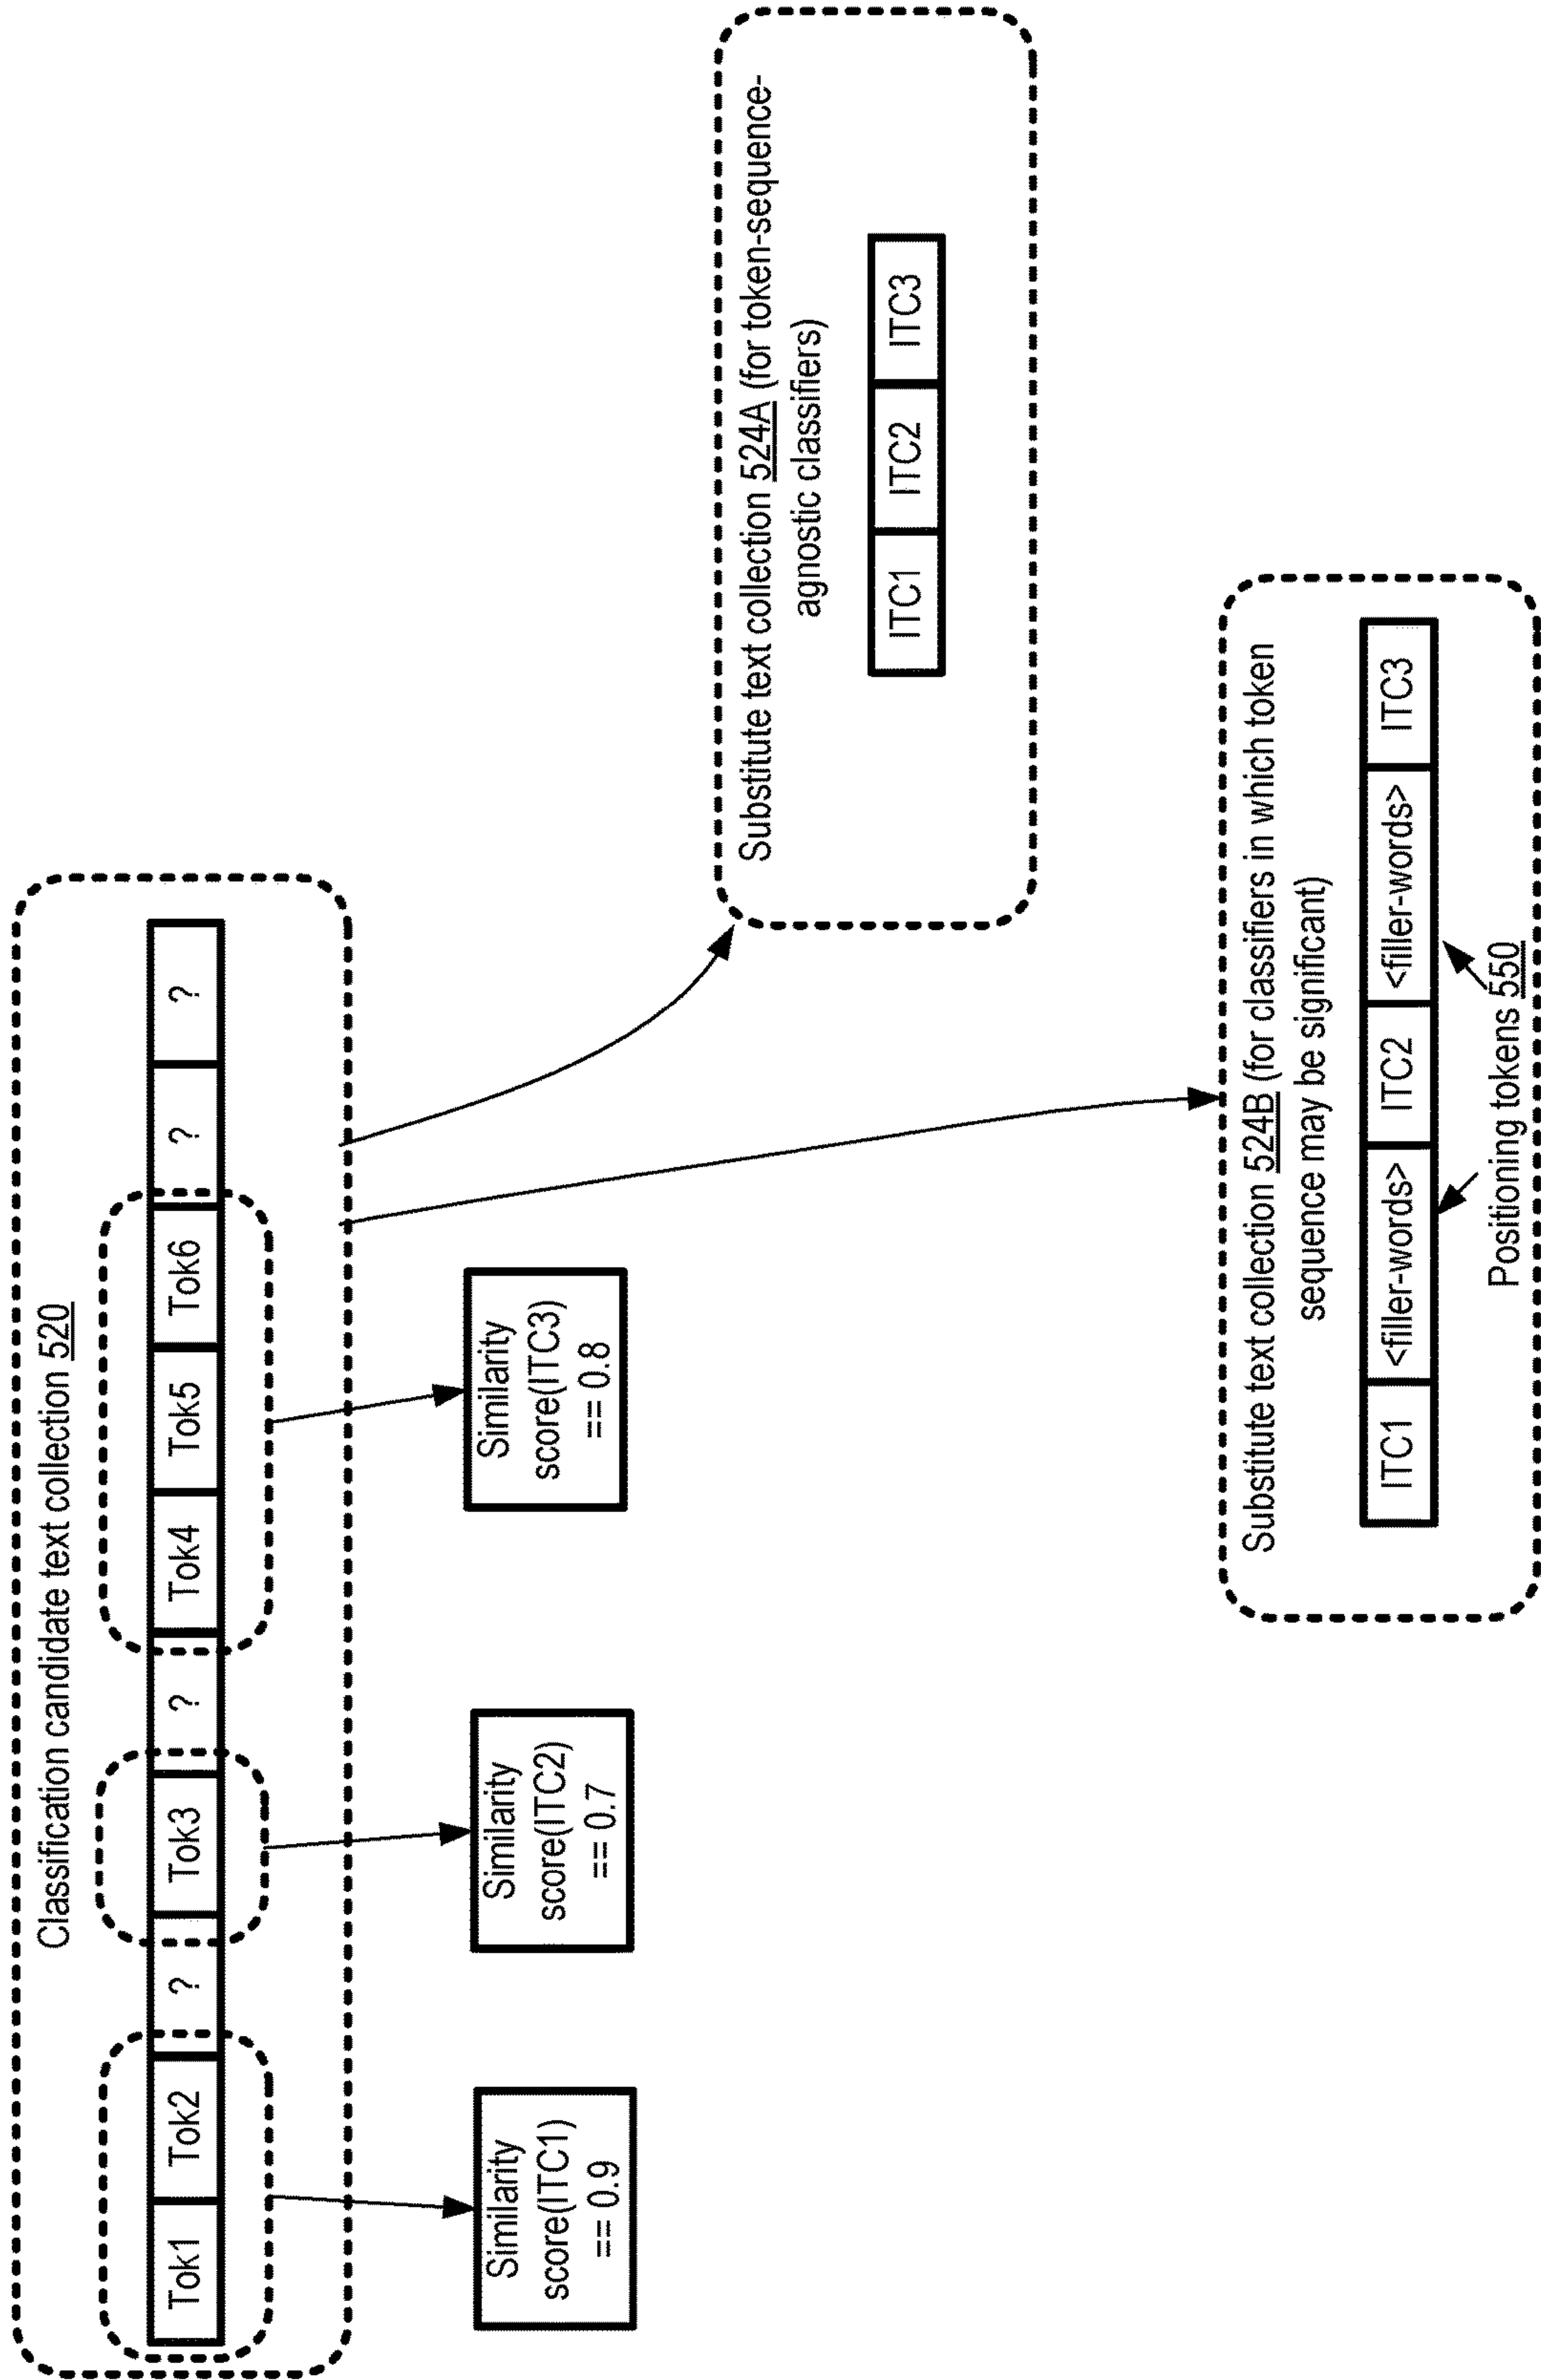 Classification candidate text collection 520
Tok1 Tok2 ? Tok3 ? Tok4 Tok5 Tok6 ? ?
Similarity
score(ITC1)
== 0.9
Similarity
score(ITC2)
== 0.7
Similarity
score(ITC3)
== 0.8
Substitute text collection 524A (for token-sequence-
agnostic classifiers)
ITC1 ITC2 ITC3
Substitute text collection 524B (for classifiers in which token
sequence may be significant)
ITC1 <filler-words> ITC2 <filler-words> ITC3
Positioning tokens 550